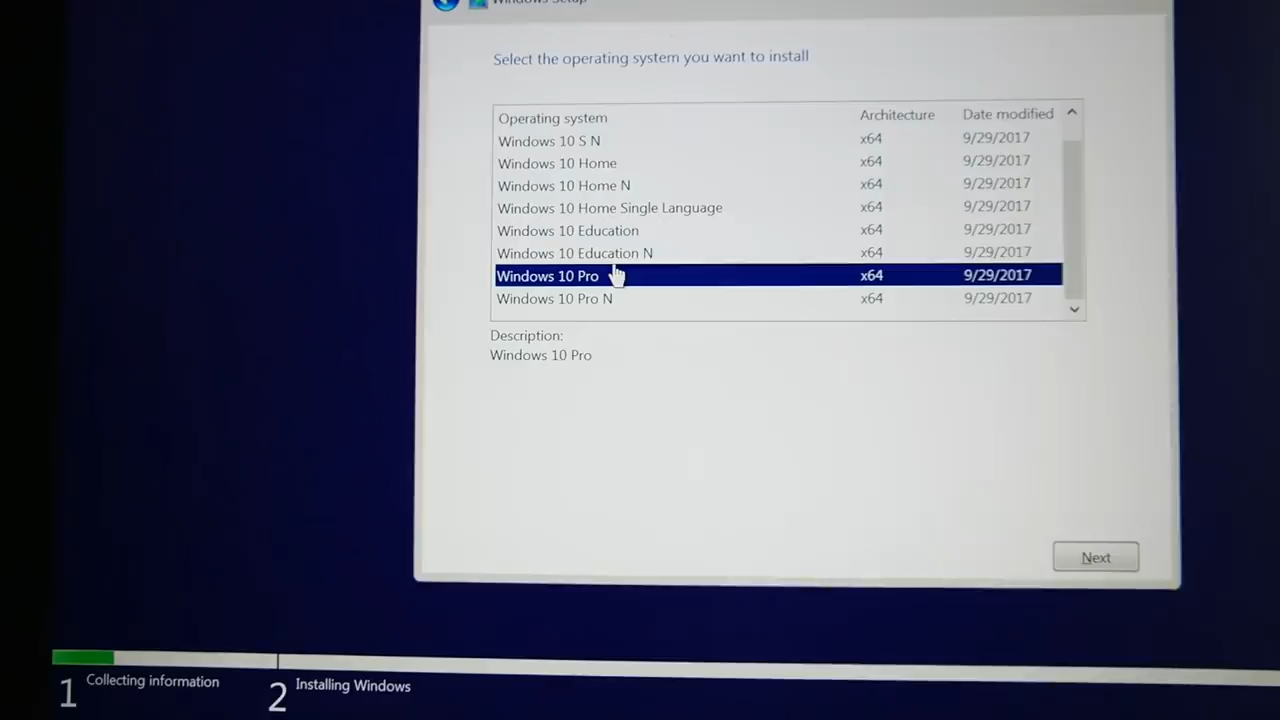 Windows Setup
Select the operating system you want to install
Operating system Architecture Date modified
Windows 10 S N x64 9/29/2017
Windows 10 Home x64 9/29/2017
Windows 10 Home N x64 9/29/2017
Windows 10 Home Single Language x64 9/29/2017
Windows 10 Education x64 9/29/2017
Windows 10 Education N x64 9/29/2017
Windows 10 Pro x64 9/29/2017
Windows 10 Pro N x64 9/29/2017
Description:
Windows 10 Pro
Next
1 Collecting information 2 Installing Windows